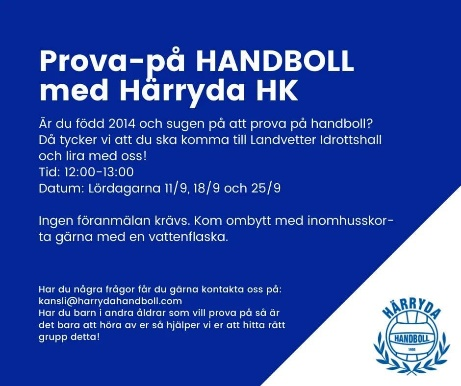 Prova-på HANDBOLL
med Härryda HK
Är du född 2014 och sugen på att prova på handboll?
Då tycker vi att du ska komma till Landvetter Idrottshall
och lira med oss!
Tid: 12:00-13:00
Datum: Lördagarna 11/9, 18/9 och 25/9
Ingen föranmälan krävs. Kom ombytt med inomhusskor-
ta gärna med en vattenflaska.
Har du några frågor får du gärna kontakta oss på:
kansli@harrydahandboll.com
Har du barn i andra åldrar som vill prova på så är
det bara att höra av er så hjälper vi er att hitta rätt
grupp detta!
HÄRRYDA
HANDBOLL